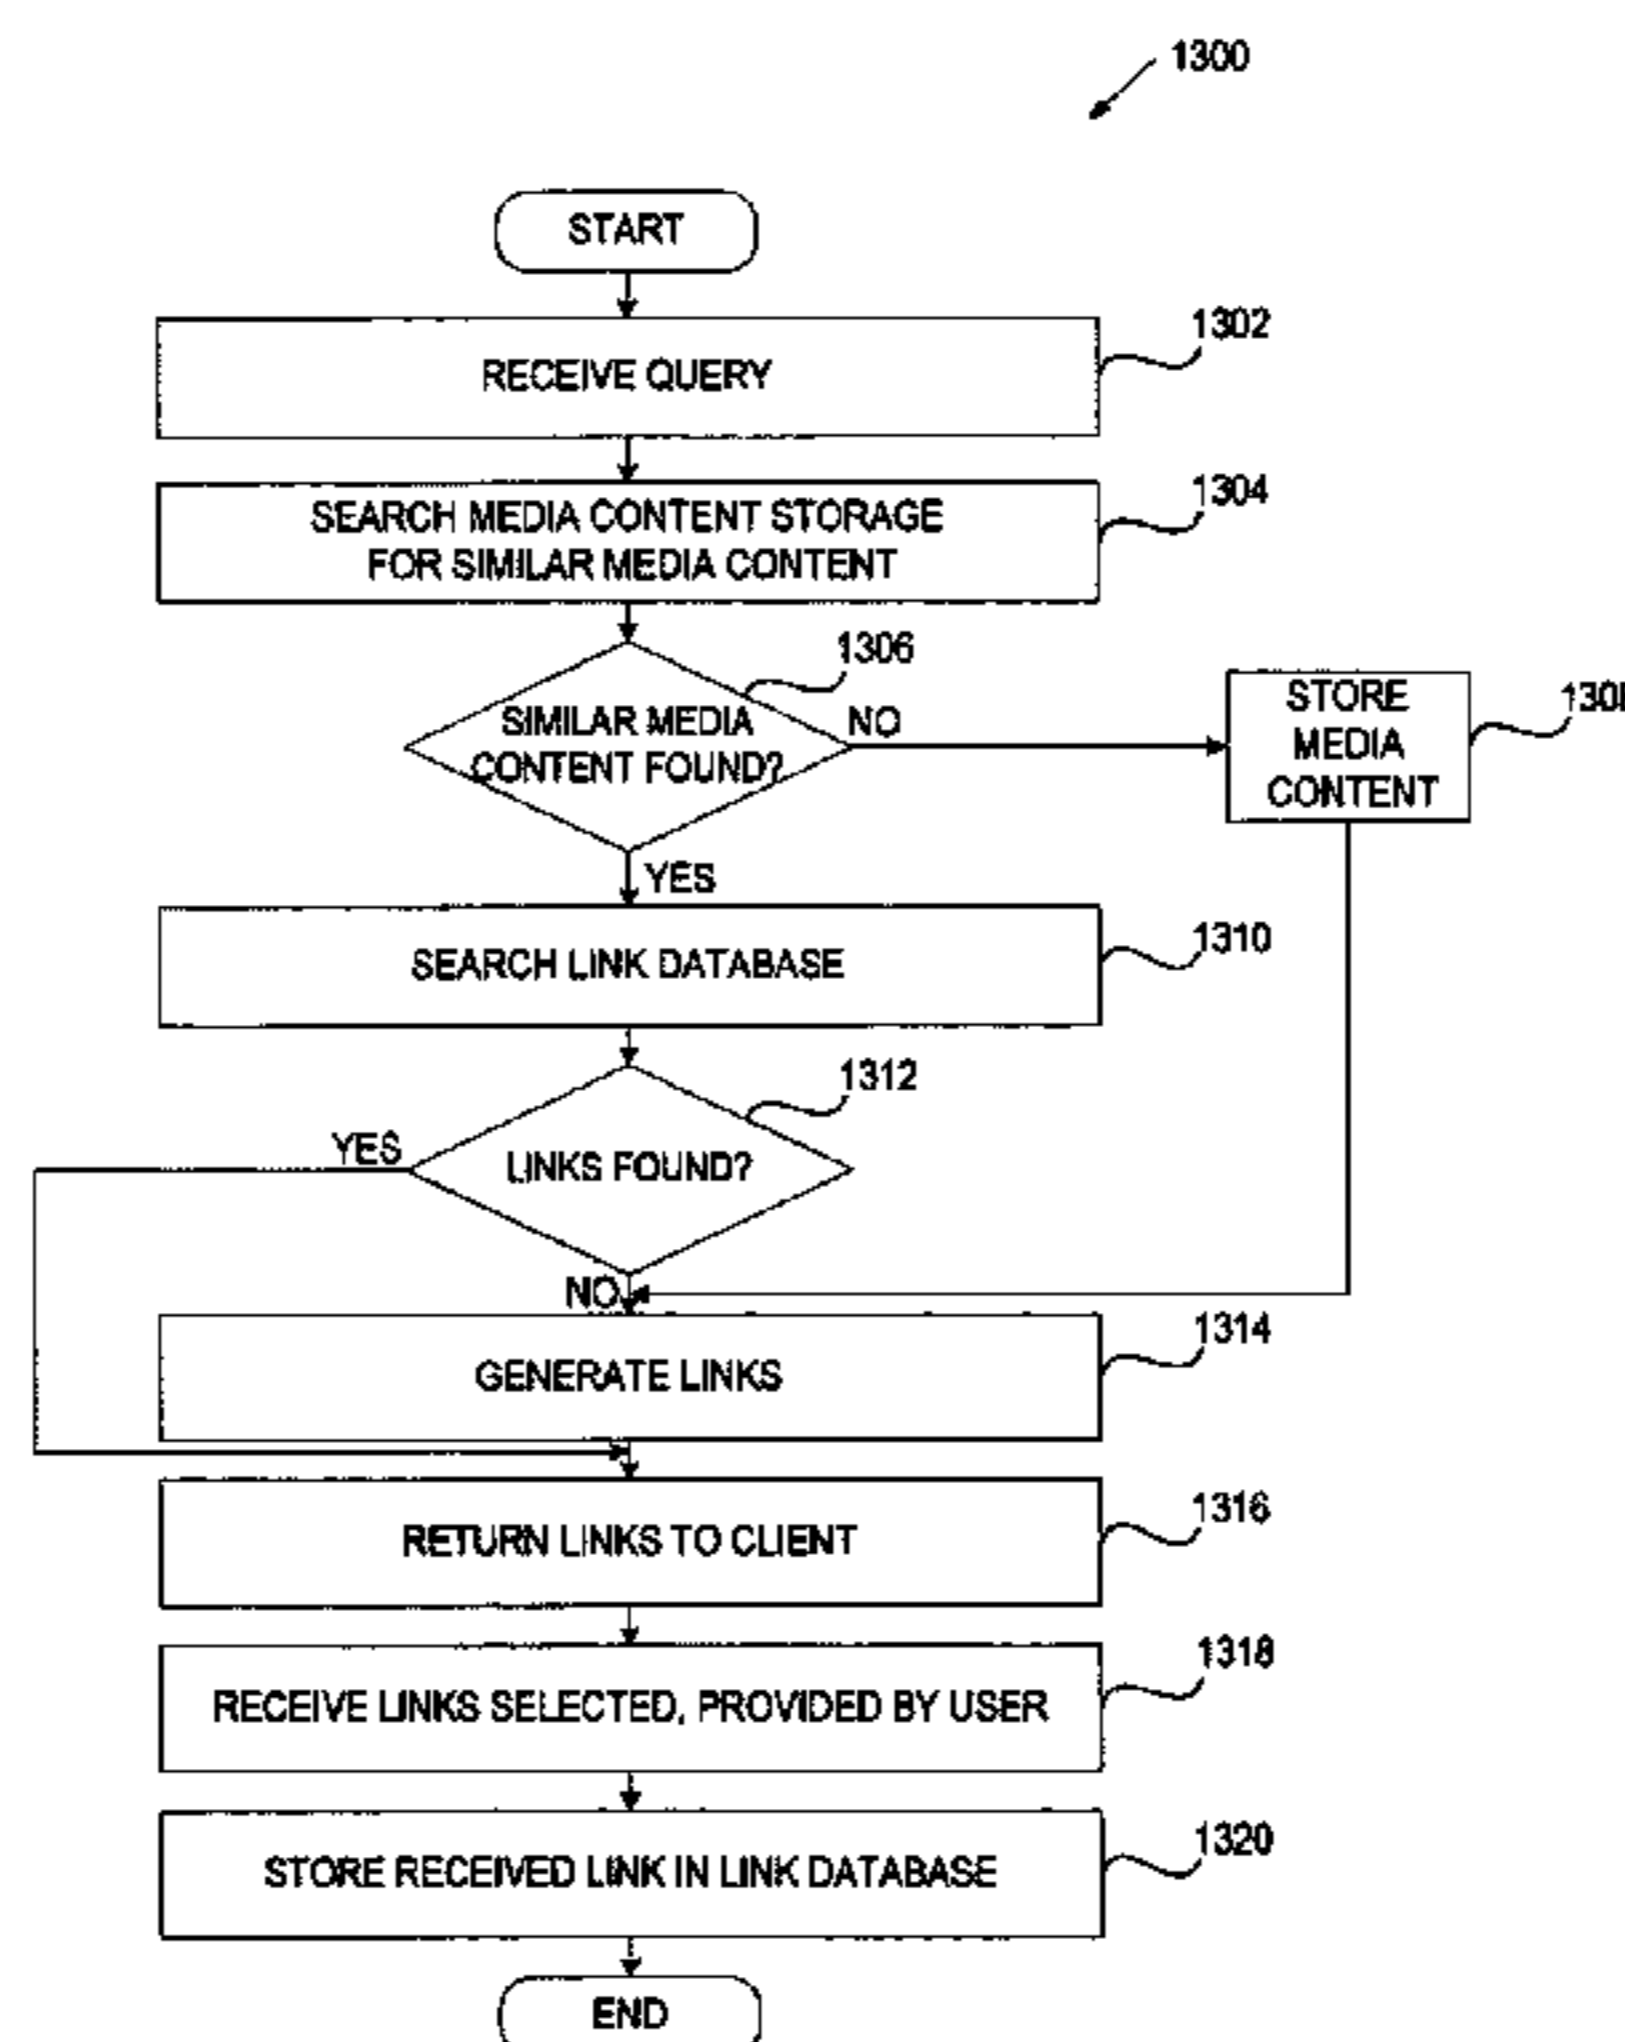 1300
START
RECEIVE QUERY
1302
SEARCH MEDIA CONTENT STORAGE
FOR SIMILAR MEDIA CONTENT
1304
1306
SIMILAR MEDIA
CONTENT FOUND?
NO
STORE
MEDIA
CONTENT
YES
SEARCH LINK DATABASE
1310
1312
YES
LINKS FOUND?
NO
GENERATE LINKS
1314
RETURN LINKS TO CLIENT
1316
RECEIVE LINKS SELECTED, PROVIDED BY USER
1318
STORE RECEIVED LINK IN LINK DATABASE
1320
END